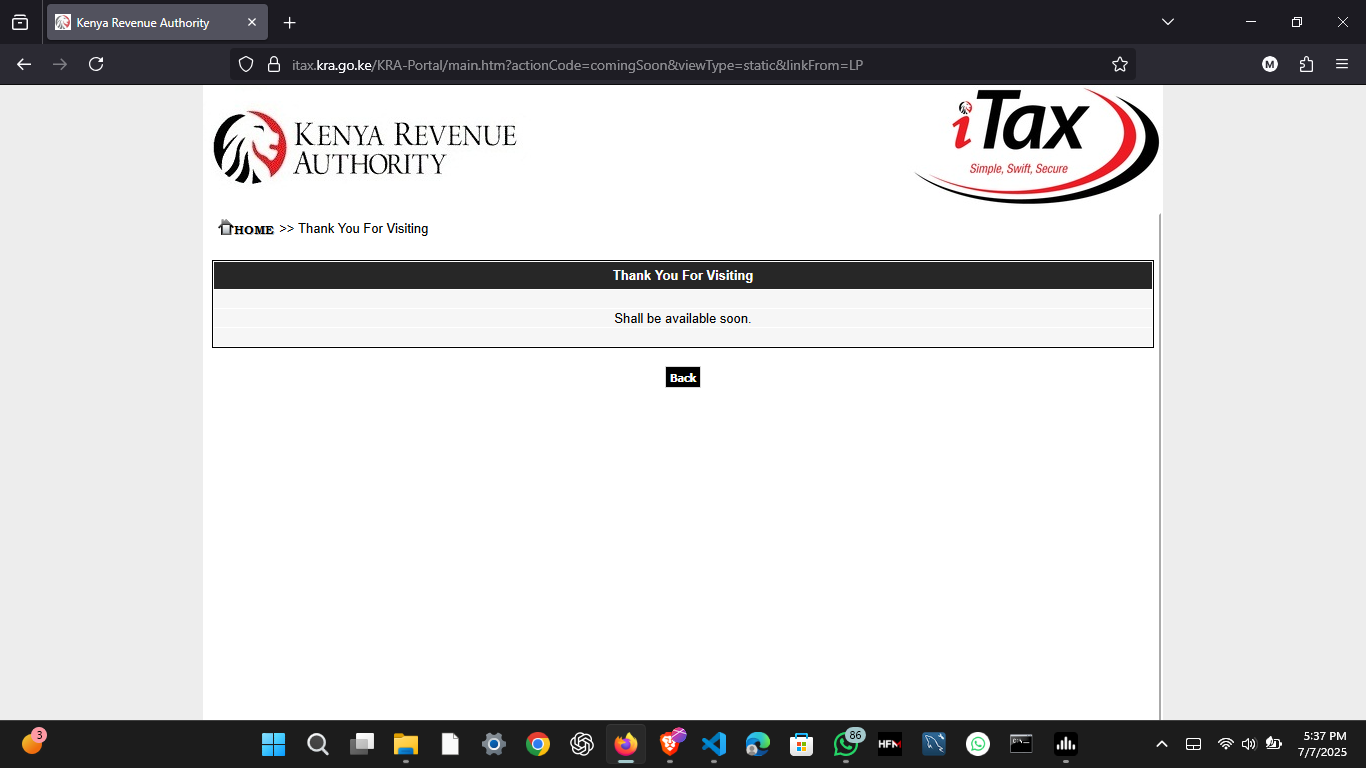 Kenya Revenue Authority
itax.kra.go.ke/KRA-Portal/main.htm?actionCode=comingSoon&viewType=static&linkFrom=LP
M
KENYA REVENUE
AUTHORITY
iTax
Simple, Swift, Secure
HOME >> Thank You For Visiting
Thank You For Visiting
Shall be available soon.
Back
3
86
HFM
5:37 PM
7/7/2025